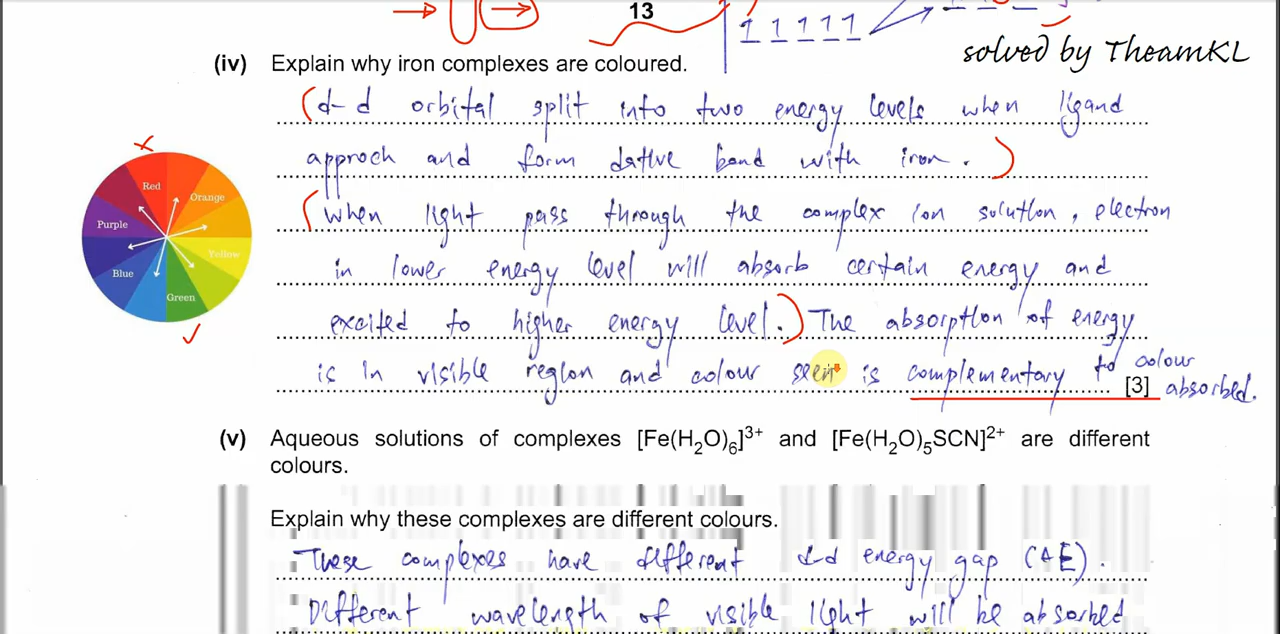 13
1 1 1 1 1
solved by TheamKL
(iv) Explain why iron complexes are coloured.
(d-d orbital split into two energy levels when ligand
approch and form dative bond with iron.)
(When light pass through the complex ion solution, electron
in lower energy level will absorb certain energy and
excited to higher energy level.) The absorption of energy
is in visible region and colour seen is complementary to colour
[3] absorbed.
Red
Orange
Purple
Yellow
Blue
Green
(v) Aqueous solutions of complexes [Fe(H₂O)₆]³⁺ and [Fe(H₂O)₅SCN]²⁺ are different
colours.
Explain why these complexes are different colours.
These complexes have different d-d energy gap (ΔE).
Different wavelength of visible light will be absorbed